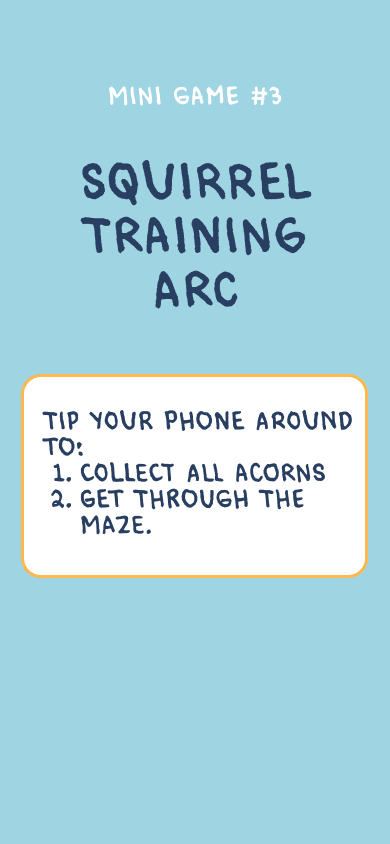 MINI GAME #3
SQUIRREL
TRAINING
ARC
TIP YOUR PHONE AROUND
TO:
1. COLLECT ALL ACORNS
2. GET THROUGH THE
MAZE.